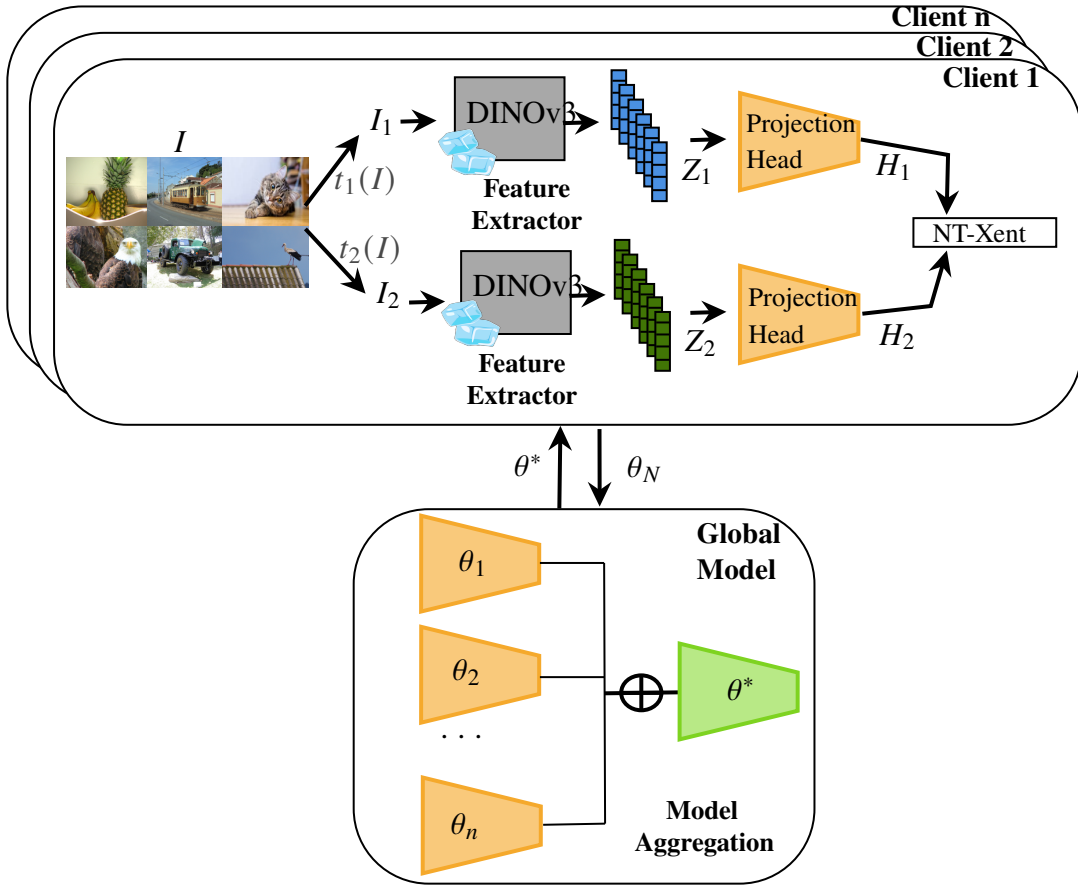 Client n
Client 2
Client 1
I
t₁(I)
t₂(I)
I₁
DINOv3
Feature
Extractor
Z₁
Projection
Head
H₁
NT-Xent
I₂
DINOv3
Feature
Extractor
Z₂
Projection
Head
H₂
θ*
θ_N
Global
Model
θ₁
θ₂
. . .
θₙ
θ*
Model
Aggregation